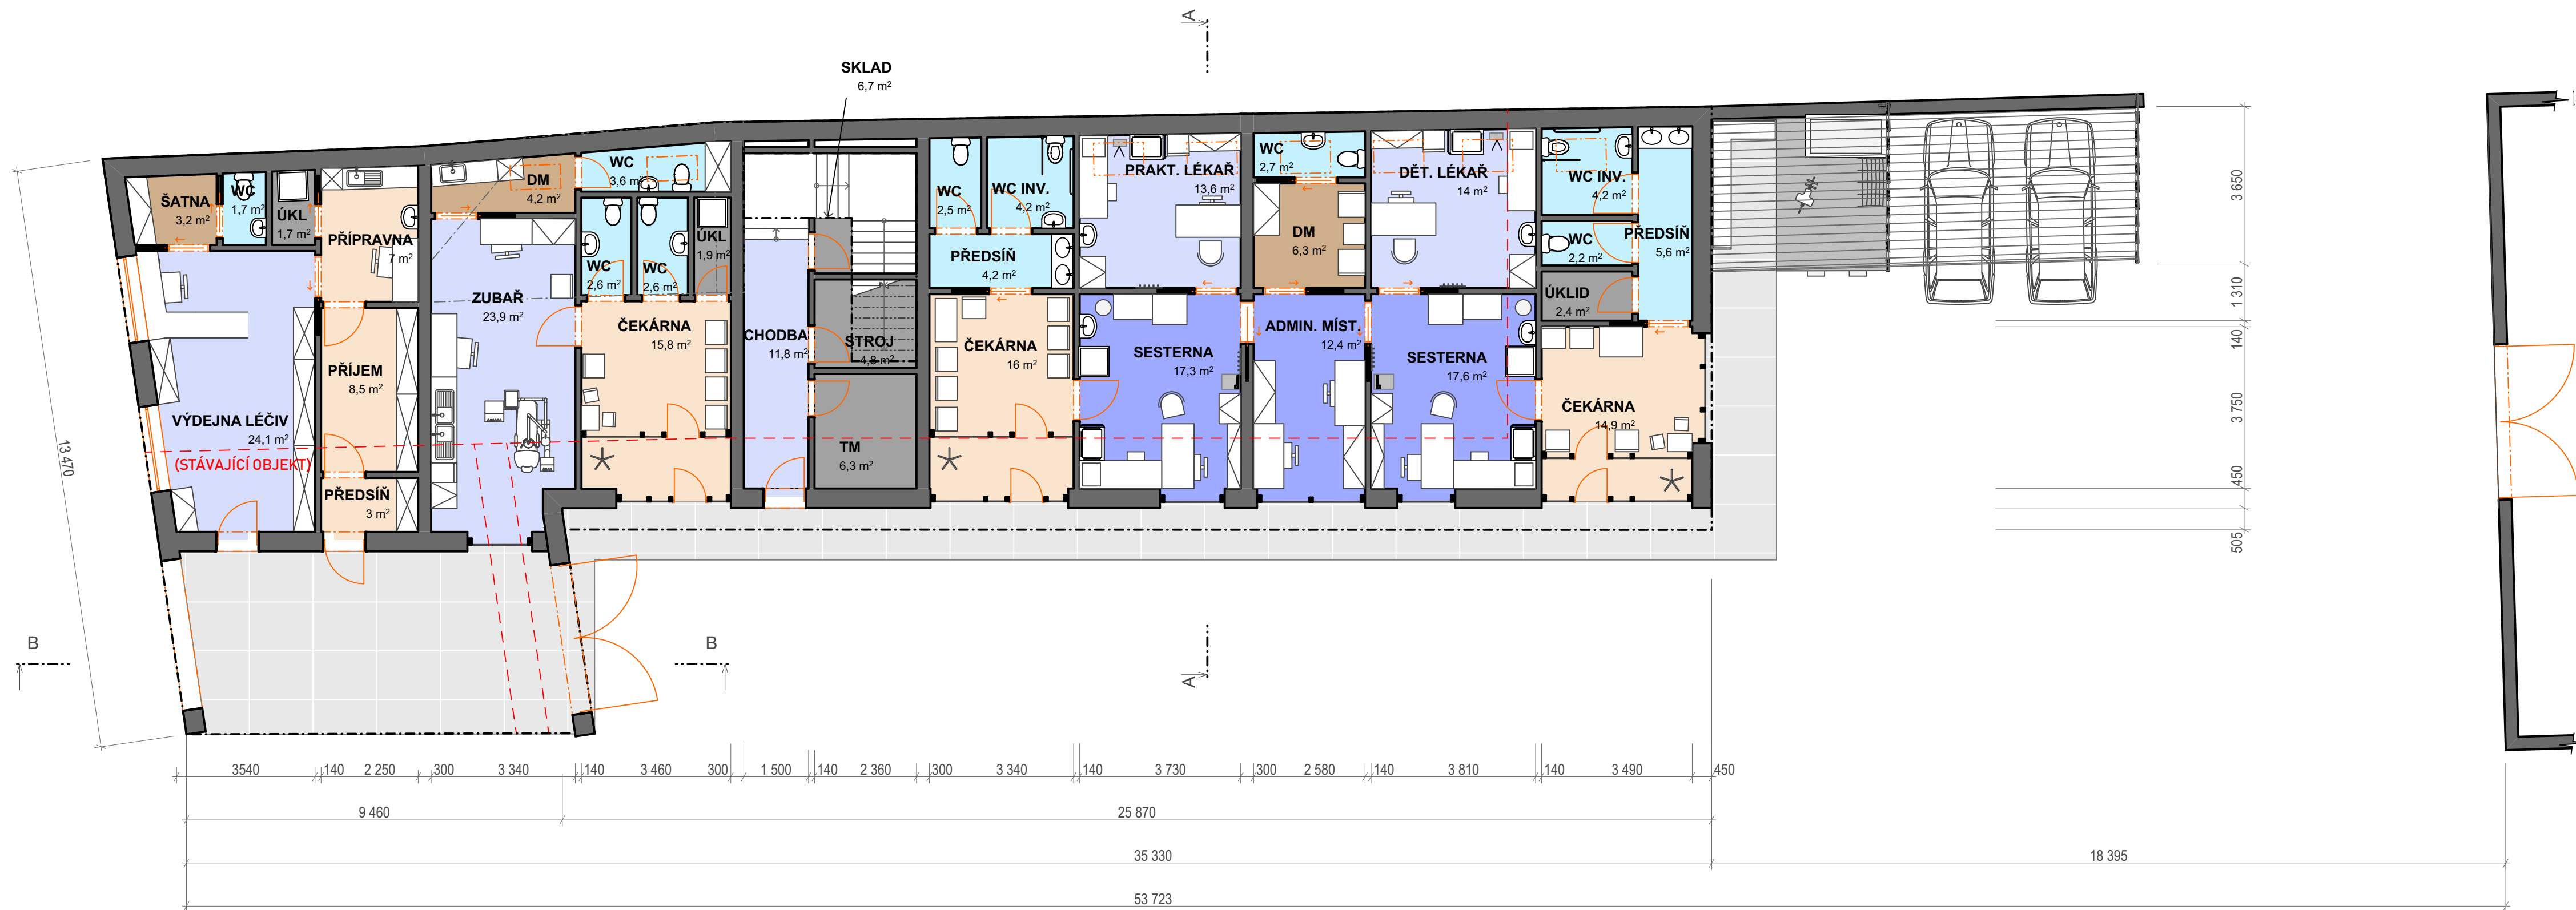 A
SKLAD
6,7 m²
ŠATNA
3,2 m²
WC
1,7 m²
ÚKL
1,7 m²
PŘÍPRAVNA
7 m²
DM
4,2 m²
WC
3,6 m²
WC
2,6 m²
WC
2,6 m²
ÚKL
1,9 m²
ZUBAŘ
23,9 m²
ČEKÁRNA
15,8 m²
CHODBA
11,8 m²
STROJ
4,8 m²
TM
6,3 m²
WC
2,5 m²
WC INV.
4,2 m²
PŘEDSÍŇ
4,2 m²
ČEKÁRNA
16 m²
PRAKT. LÉKAŘ
13,6 m²
WC
2,7 m²
DM
6,3 m²
DĚT. LÉKAŘ
14 m²
SESTERNA
17,3 m²
ADMIN. MÍST.
12,4 m²
SESTERNA
17,6 m²
WC INV.
4,2 m²
WC
2,2 m²
PŘEDSÍŇ
5,6 m²
ÚKLID
2,4 m²
ČEKÁRNA
14,9 m²
PŘÍJEM
8,5 m²
VÝDEJNA LÉČIV
24,1 m²
(STÁVAJÍCÍ OBJEKT)
PŘEDSÍŇ
3 m²
13 470
3 650
1 310
140
3 750
450
505
B
B
A
3540
140
2 250
300
3 340
140
3 460
300
1 500
140
2 360
300
3 340
140
3 730
300
2 580
140
3 810
140
3 490
450
9 460
25 870
35 330
18 395
53 723